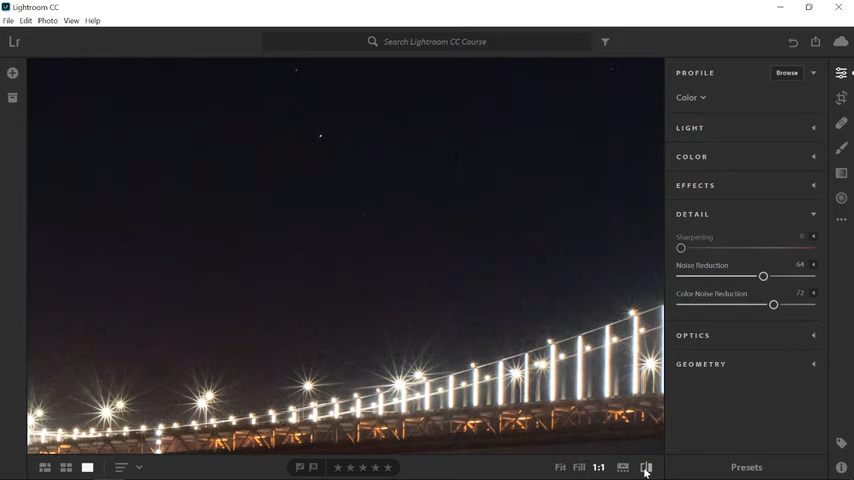 Lr Lightroom CC
File Edit Photo View Help
Lr Search Lightroom CC Course
PROFILE Browse
Color
LIGHT
COLOR
EFFECTS
DETAIL
Sharpening 0
Noise Reduction 64
Color Noise Reduction 72
OPTICS
GEOMETRY
Fit Fill 1:1 Presets